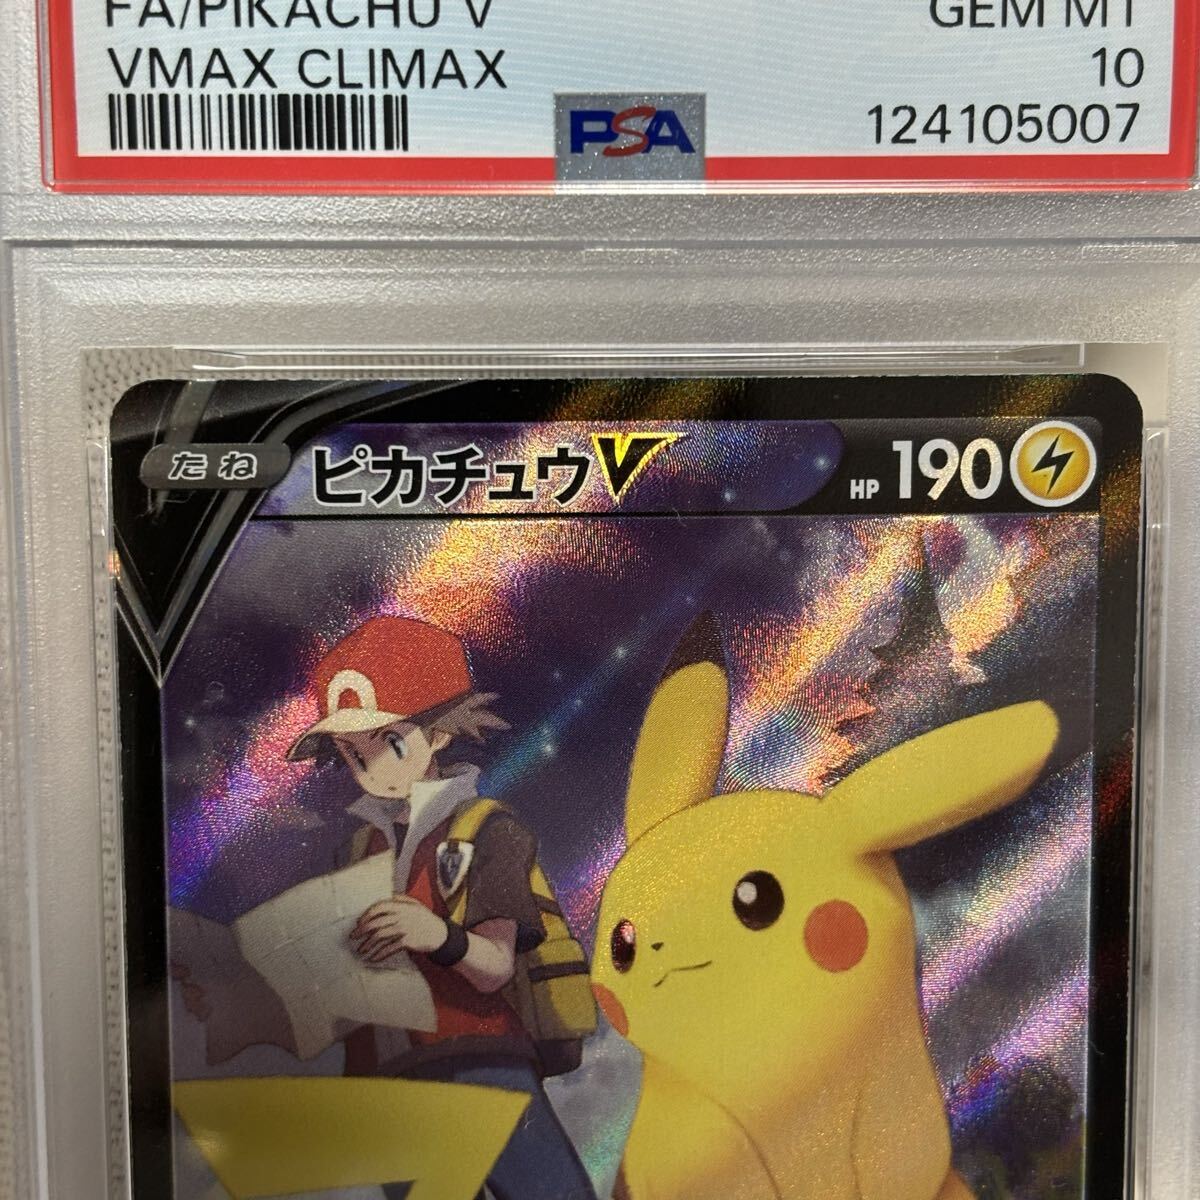 FA/PIKACHU V
GEM MT
VMAX CLIMAX
10
PSA
124105007
たね
ピカチュウV
HP 190